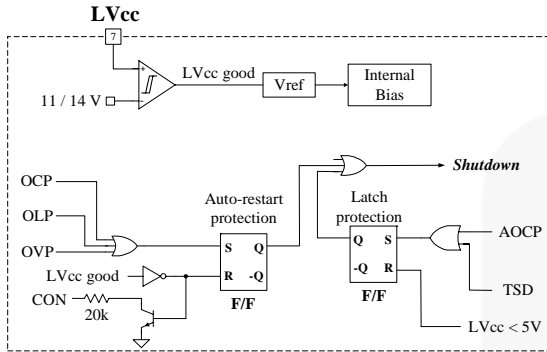 LVcc
7
+
LVcc good
Vref
Internal
Bias
11 / 14 V
-
Shutdown
OCP
OLP
OVP
Auto-restart
protection
S Q
R -Q
F/F
LVcc good
CON
20k
Latch
protection
Q S
-Q R
F/F
AOCP
TSD
LVcc < 5V